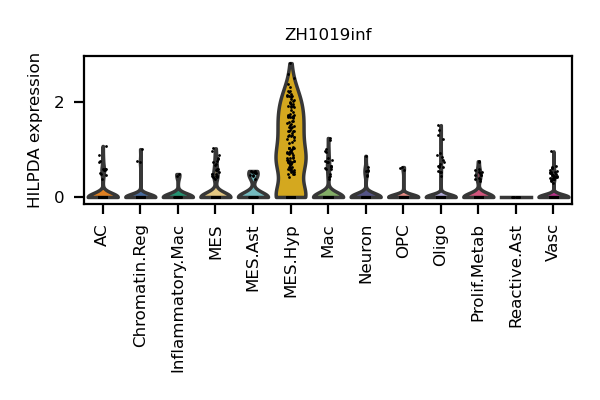 ZH1019inf
HILPDA expression
2
0
AC
Chromatin.Reg
Inflammatory.Mac
MES
MES.Ast
MES.Hyp
Mac
Neuron
OPC
Oligo
Prolif.Metab
Reactive.Ast
Vasc